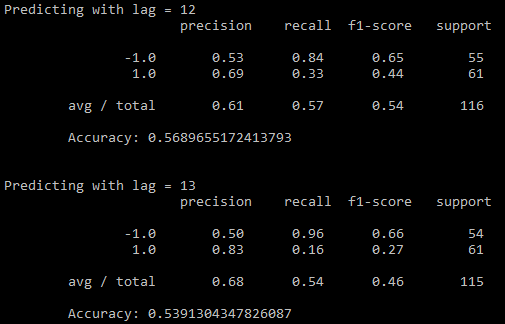 Predicting with lag = 12
precision recall f1-score support
-1.0 0.53 0.84 0.65 55
1.0 0.69 0.33 0.44 61
avg / total 0.61 0.57 0.54 116
Accuracy: 0.5689655172413793
Predicting with lag = 13
precision recall f1-score support
-1.0 0.50 0.96 0.66 54
1.0 0.83 0.16 0.27 61
avg / total 0.68 0.54 0.46 115
Accuracy: 0.5391304347826087